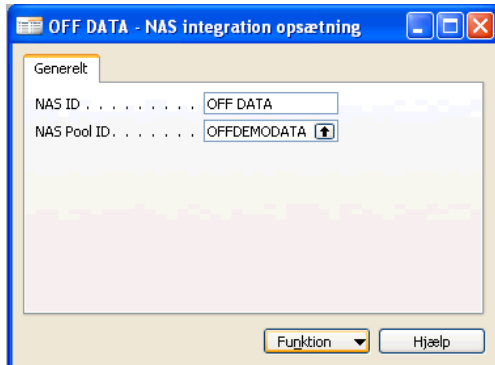 OFF DATA - NAS integration opsætning
Generelt
NAS ID . . . . . . . . . OFF DATA
NAS Pool ID. . . . . . . OFFDEMODATA
Funktion
Hjælp